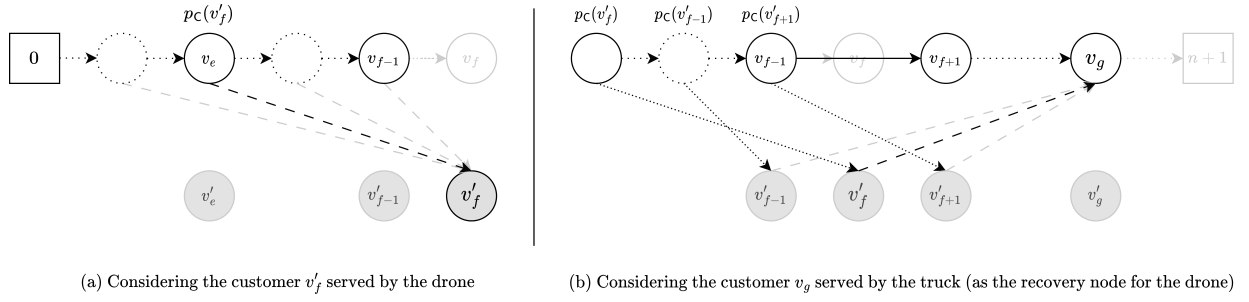 p_C(v'_f)
0
v_e
v_{f−1}
v_f
v'_e
v'_{f−1}
v'_f
(a) Considering the customer v'_f served by the drone
p_C(v'_f) p_C(v'_{f−1}) p_C(v'_{f+1})
v_{f−1}
v_f
v_{f+1}
v_g
n + 1
v'_{f−1}
v'_f
v'_{f+1}
v'_g
(b) Considering the customer v_g served by the truck (as the recovery node for the drone)